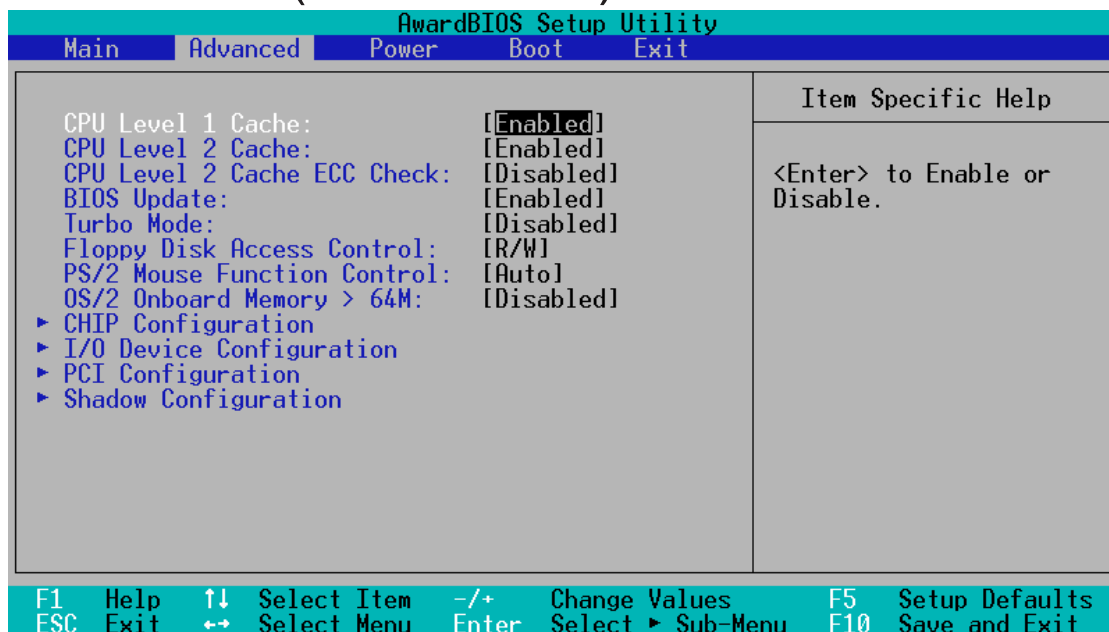 AwardBIOS Setup Utility
Main Advanced Power Boot Exit
Item Specific Help
CPU Level 1 Cache: [Enabled]
CPU Level 2 Cache: [Enabled]
CPU Level 2 Cache ECC Check: [Disabled]
<Enter> to Enable or
BIOS Update: [Enabled]
Disable.
Turbo Mode: [Disabled]
Floppy Disk Access Control: [R/W]
PS/2 Mouse Function Control: [Auto]
OS/2 Onboard Memory > 64M: [Disabled]
► CHIP Configuration
► I/O Device Configuration
► PCI Configuration
► Shadow Configuration
F1 Help ↑↓ Select Item -/+ Change Values F5 Setup Defaults
ESC Exit ←→ Select Menu Enter Select ► Sub-Menu F10 Save and Exit